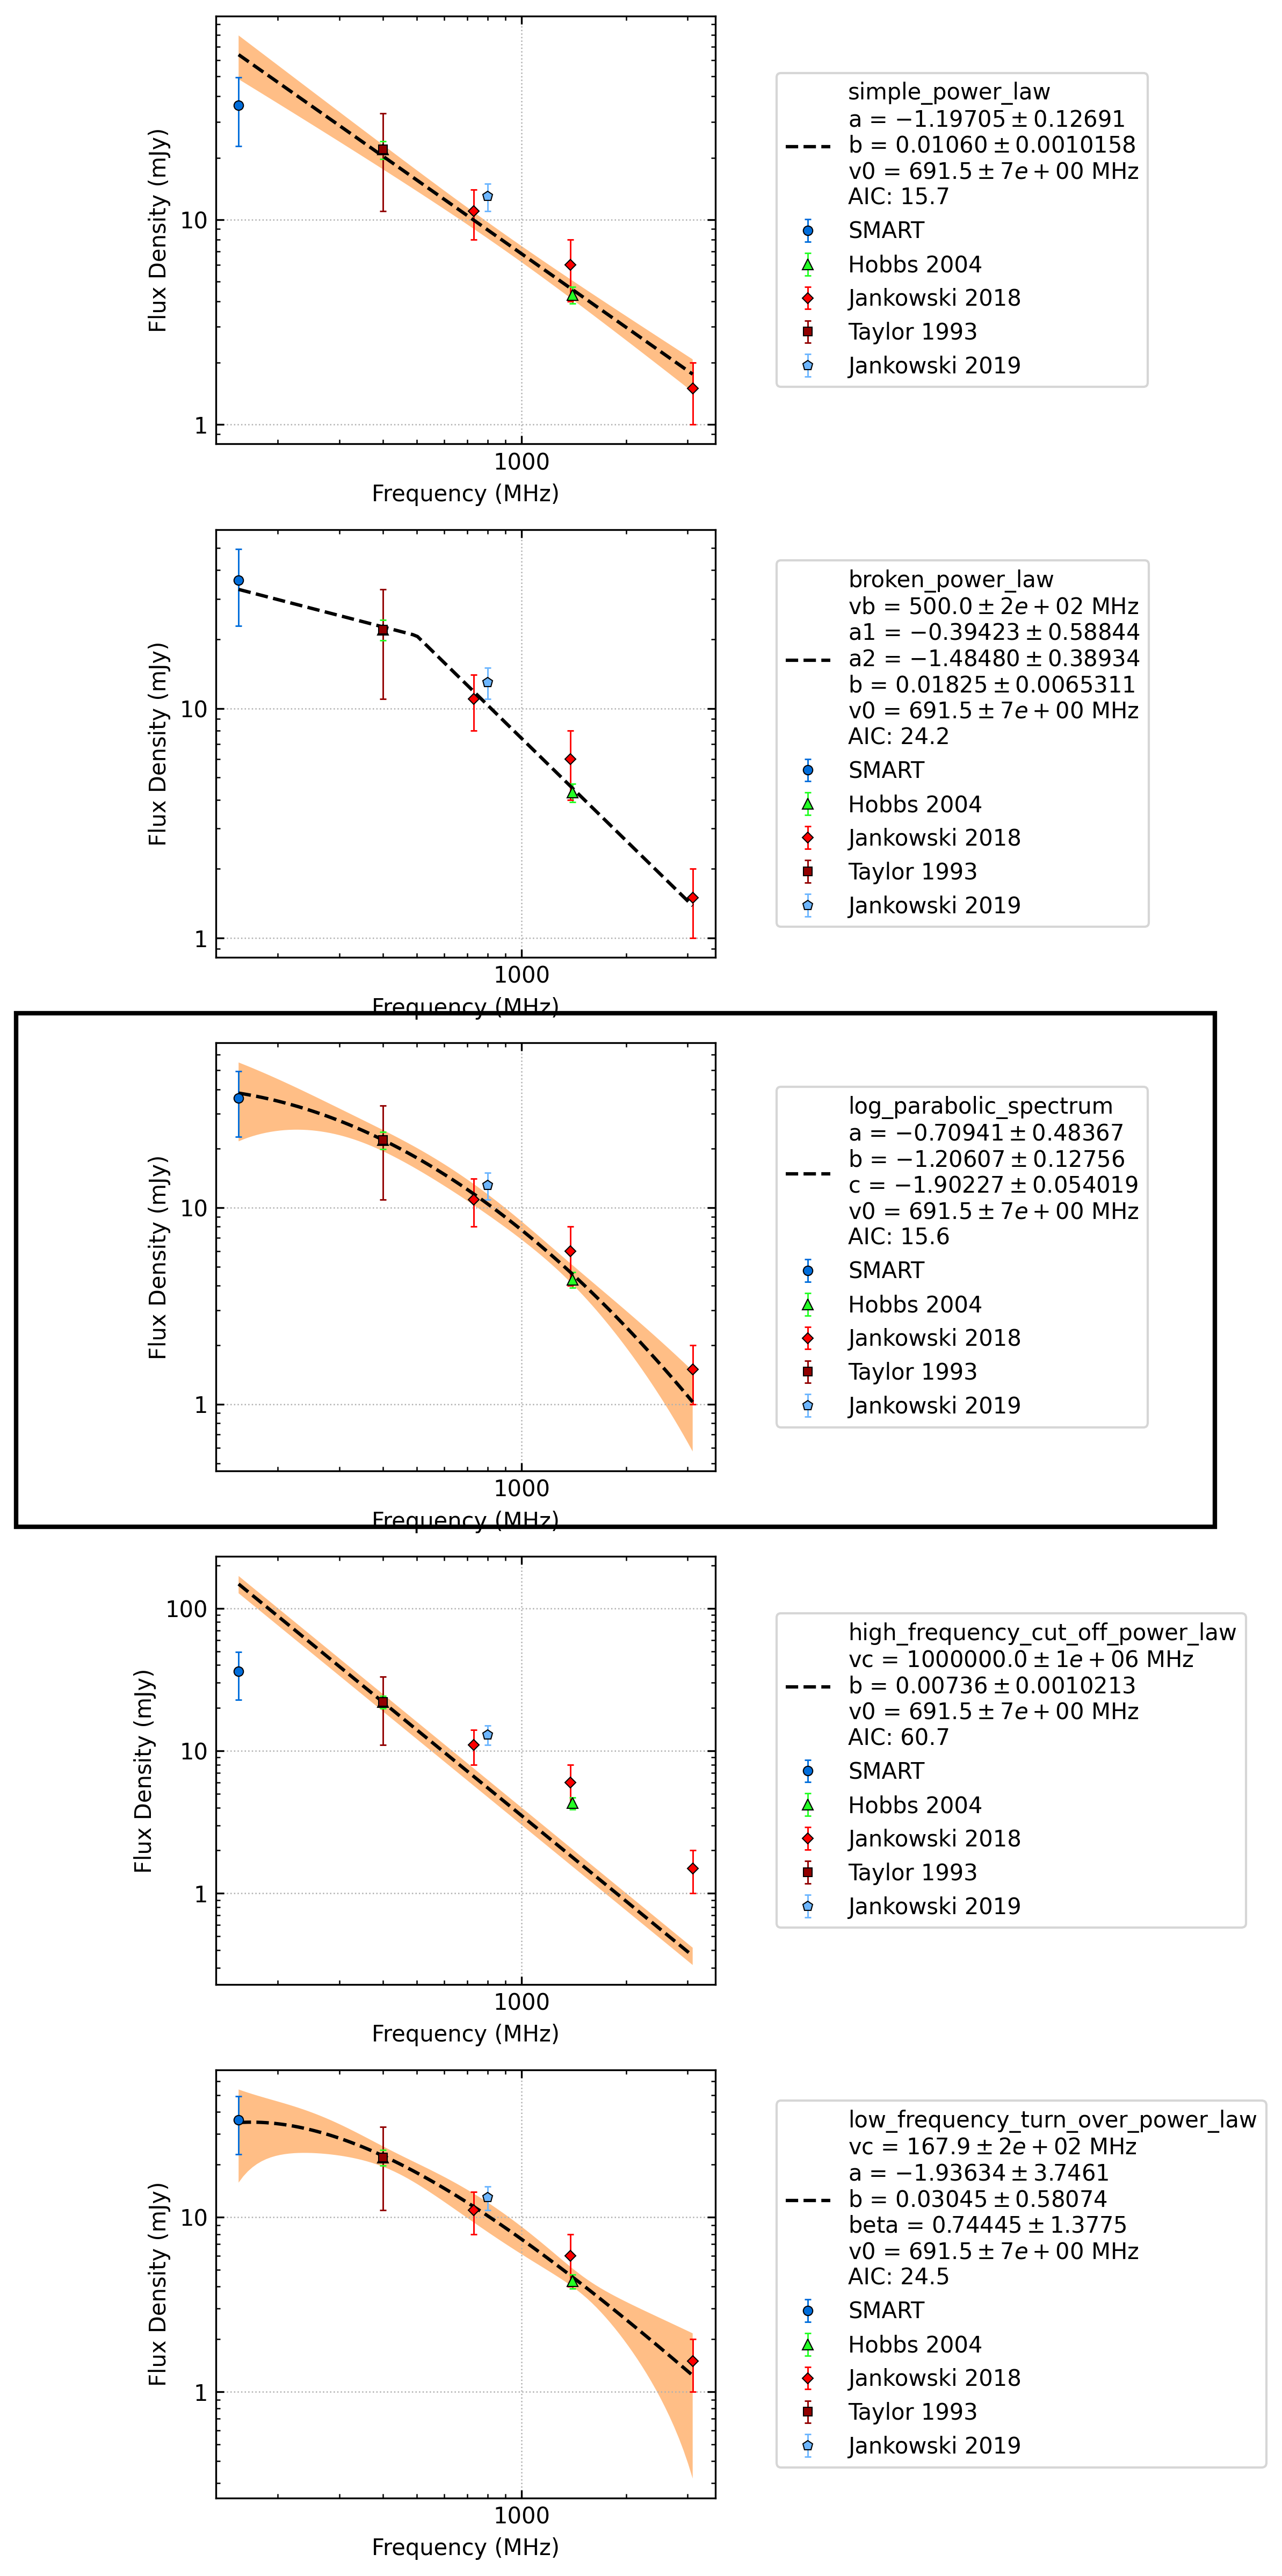 10
1
Flux Density (mJy)
1000
Frequency (MHz)
simple_power_law
a = −1.19705 ± 0.12691
b = 0.01060 ± 0.0010158
v0 = 691.5 ± 7e + 00 MHz
AIC: 15.7
SMART
Hobbs 2004
Jankowski 2018
Taylor 1993
Jankowski 2019
10
1
Flux Density (mJy)
1000
Frequency (MHz)
broken_power_law
vb = 500.0 ± 2e + 02 MHz
a1 = −0.39423 ± 0.58844
a2 = −1.48480 ± 0.38934
b = 0.01825 ± 0.0065311
v0 = 691.5 ± 7e + 00 MHz
AIC: 24.2
SMART
Hobbs 2004
Jankowski 2018
Taylor 1993
Jankowski 2019
10
1
Flux Density (mJy)
1000
Frequency (MHz)
log_parabolic_spectrum
a = −0.70941 ± 0.48367
b = −1.20607 ± 0.12756
c = −1.90227 ± 0.054019
v0 = 691.5 ± 7e + 00 MHz
AIC: 15.6
SMART
Hobbs 2004
Jankowski 2018
Taylor 1993
Jankowski 2019
100
10
1
Flux Density (mJy)
1000
Frequency (MHz)
high_frequency_cut_off_power_law
vc = 1000000.0 ± 1e + 06 MHz
b = 0.00736 ± 0.0010213
v0 = 691.5 ± 7e + 00 MHz
AIC: 60.7
SMART
Hobbs 2004
Jankowski 2018
Taylor 1993
Jankowski 2019
10
1
Flux Density (mJy)
1000
Frequency (MHz)
low_frequency_turn_over_power_law
vc = 167.9 ± 2e + 02 MHz
a = −1.93634 ± 3.7461
b = 0.03045 ± 0.58074
beta = 0.74445 ± 1.3775
v0 = 691.5 ± 7e + 00 MHz
AIC: 24.5
SMART
Hobbs 2004
Jankowski 2018
Taylor 1993
Jankowski 2019